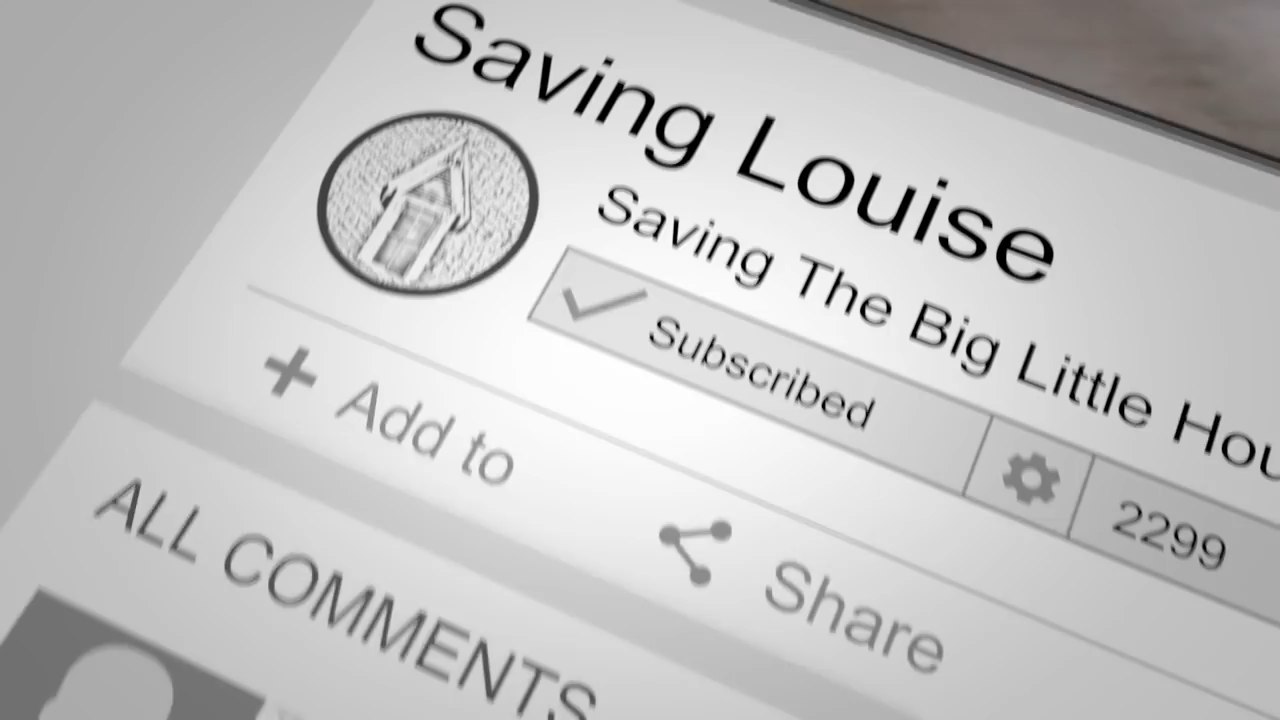 Saving Louise
Saving The Big Little Hou
Subscribed
2299
Add to
Share
ALL COMMENTS